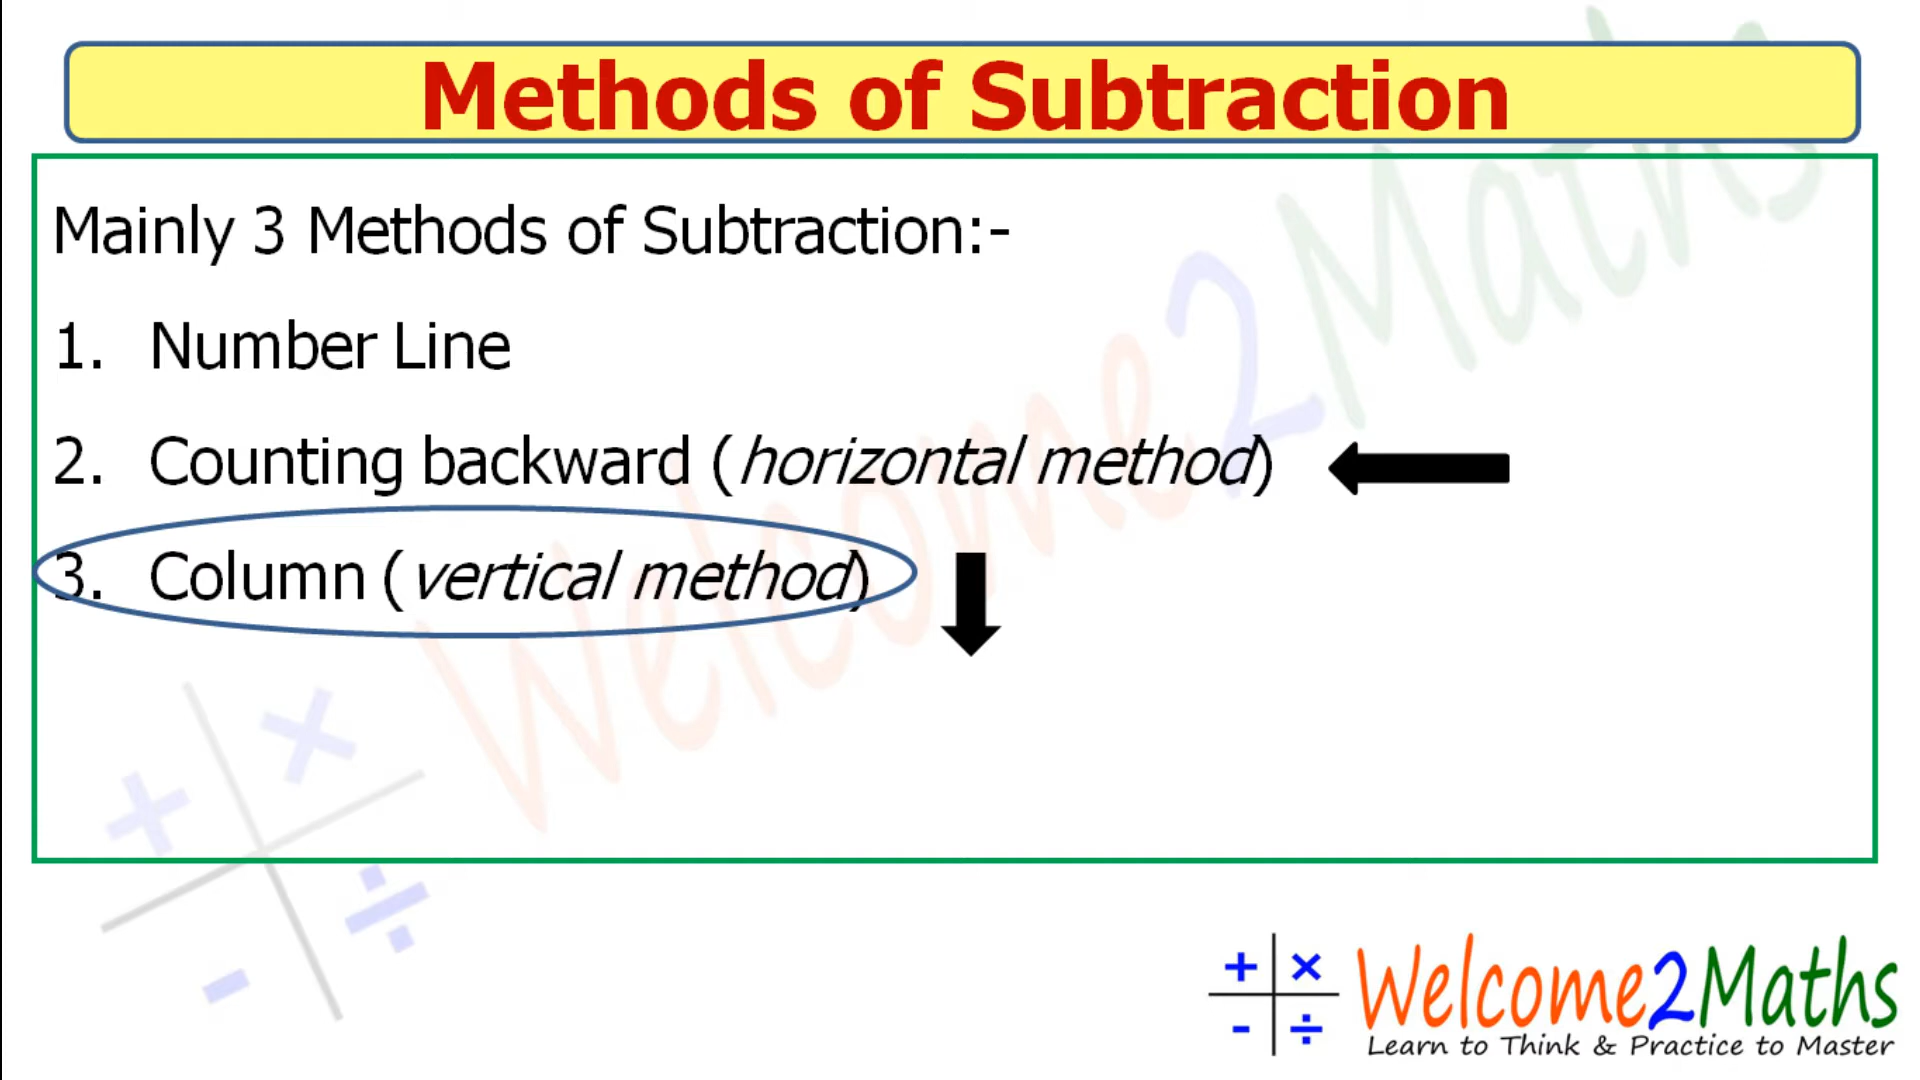 Methods of Subtraction
Mainly 3 Methods of Subtraction:-
1. Number Line
2. Counting backward (horizontal method)
3. Column (vertical method)
Welcome2Maths
+ ×
- ÷
Welcome2Maths
Learn to Think & Practice to Master